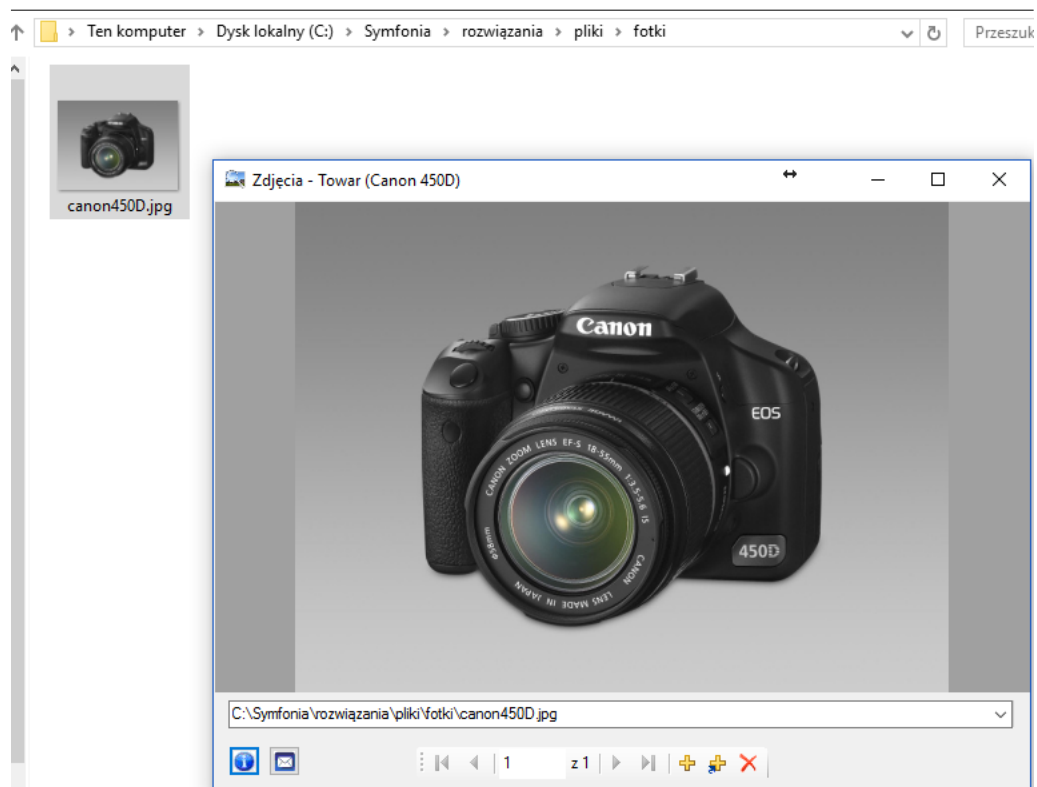 Ten komputer > Dysk lokalny (C:) > Symfonia > rozwiązania > pliki > fotki
Przeszuk
canon450D.jpg
Zdjęcia - Towar (Canon 450D)
Canon
EOS
CANON ZOOM LENS EF-S 18-55mm 1:3.5-5.6 IS
ø58mm
CANON
LENS MADE IN JAPAN
450D
C:\Symfonia\rozwiązania\pliki\fotki\canon450D.jpg
1 z 1